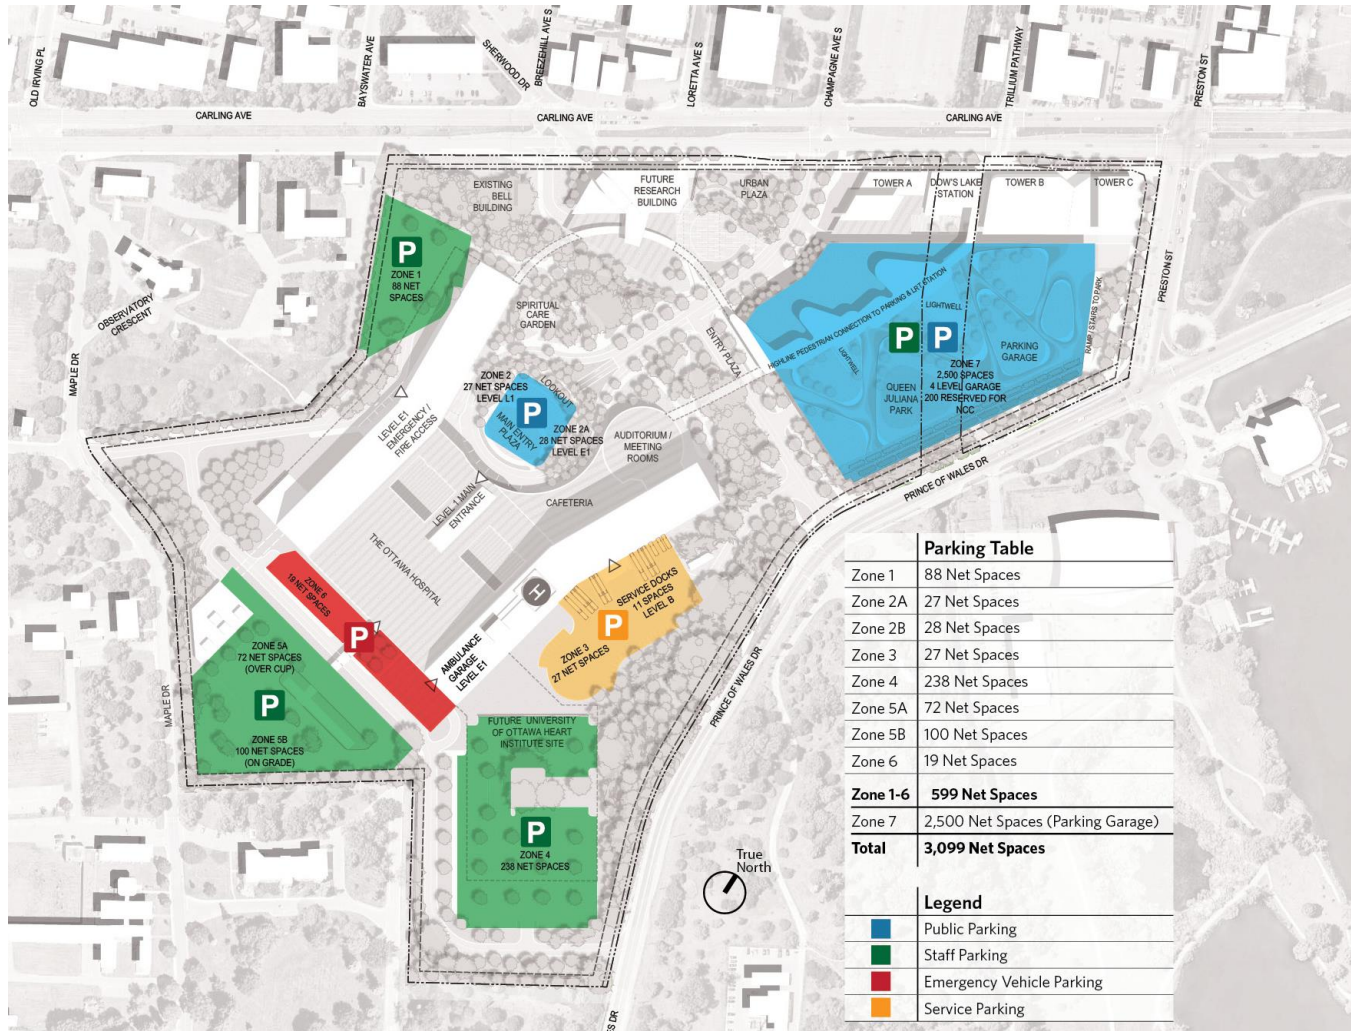 OLD IRVING PL
BAYSWATER AVE
SHERWOOD DR
BREEZEHILL AVE S
LORETTA AVE S
CHAMPAGNE AVE S
TRILLIUM PATHWAY
PRESTON ST
CARLING AVE
CARLING AVE
CARLING AVE
EXISTING
BELL
BUILDING
FUTURE
RESEARCH
BUILDING
URBAN
PLAZA
TOWER A
DOW'S LAKE
STATION
TOWER B
TOWER C
P
ZONE 1
88 NET
SPACES
OBSERVATORY
CRESCENT
MAPLE DR
SPIRITUAL
CARE
GARDEN
ENTRY PLAZA
HIGHLINE PEDESTRIAN CONNECTION TO PARKING & LRT STATION
LIGHTWELL
LIGHTWELL
RAMP / STAIRS TO PARK
PRESTON ST
P
P
PARKING
GARAGE
ZONE 7
2,500 SPACES
4 LEVEL GARAGE
200 RESERVED FOR
NCC
QUEEN
JULIANA
PARK
ZONE 2
27 NET SPACES
LEVEL L1
LOOKOUT
P
MAIN ENTRY
PLAZA
ZONE 2A
28 NET SPACES
LEVEL E1
LEVEL E1
EMERGENCY /
FIRE ACCESS
AUDITORIUM /
MEETING
ROOMS
LEVEL 1 MAIN
ENTRANCE
CAFETERIA
PRINCE OF WALES DR
THE OTTAWA HOSPITAL
H
SERVICE DOCKS
11 SPACES
LEVEL B
P
ZONE 3
27 NET SPACES
ZONE 6
19 NET SPACES
P
AMBULANCE
GARAGE
LEVEL E1
ZONE 5A
72 NET SPACES
(OVER CUP)
P
ZONE 5B
100 NET SPACES
(ON GRADE)
MAPLE DR
PRINCE OF WALES DR
FUTURE UNIVERSITY
OF OTTAWA HEART
INSTITUTE SITE
P
ZONE 4
238 NET SPACES
True
North
Parking Table
Zone 1 88 Net Spaces
Zone 2A 27 Net Spaces
Zone 2B 28 Net Spaces
Zone 3 27 Net Spaces
Zone 4 238 Net Spaces
Zone 5A 72 Net Spaces
Zone 5B 100 Net Spaces
Zone 6 19 Net Spaces
Zone 1-6 599 Net Spaces
Zone 7 2,500 Net Spaces (Parking Garage)
Total 3,099 Net Spaces
Legend
Public Parking
Staff Parking
Emergency Vehicle Parking
Service Parking